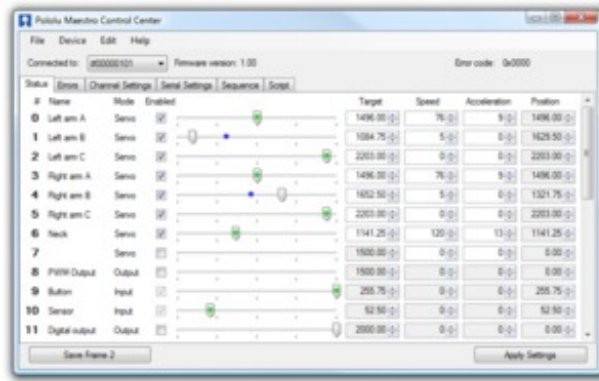 Pololu Maestro Control Center
File Device Edit Help
Connected to: #00000101 Firmware version: 1.00 Error code: 0x0000
Status Errors Channel Settings Serial Settings Sequence Script
# Name Mode Enabled Target Speed Acceleration Position
0 Left arm A Servo 1496.00 76 9 1496.00
1 Left arm B Servo 1084.75 5 0 1629.50
2 Left arm C Servo 2203.00 0 0 2203.00
3 Right arm A Servo 1496.00 76 9 1496.00
4 Right arm B Servo 1652.50 5 0 1321.75
5 Right arm C Servo 2203.00 0 0 2203.00
6 Neck Servo 1141.25 120 13 1141.25
7 Servo 1500.00 0 0 0.00
8 PWM Output Output 1500.00 0 0 0.00
9 Button Input 255.75 0 0 255.75
10 Sensor Input 52.50 0 0 52.50
11 Digital output Output 2000.00 0 0 0.00
Save Frame 2 Apply Settings